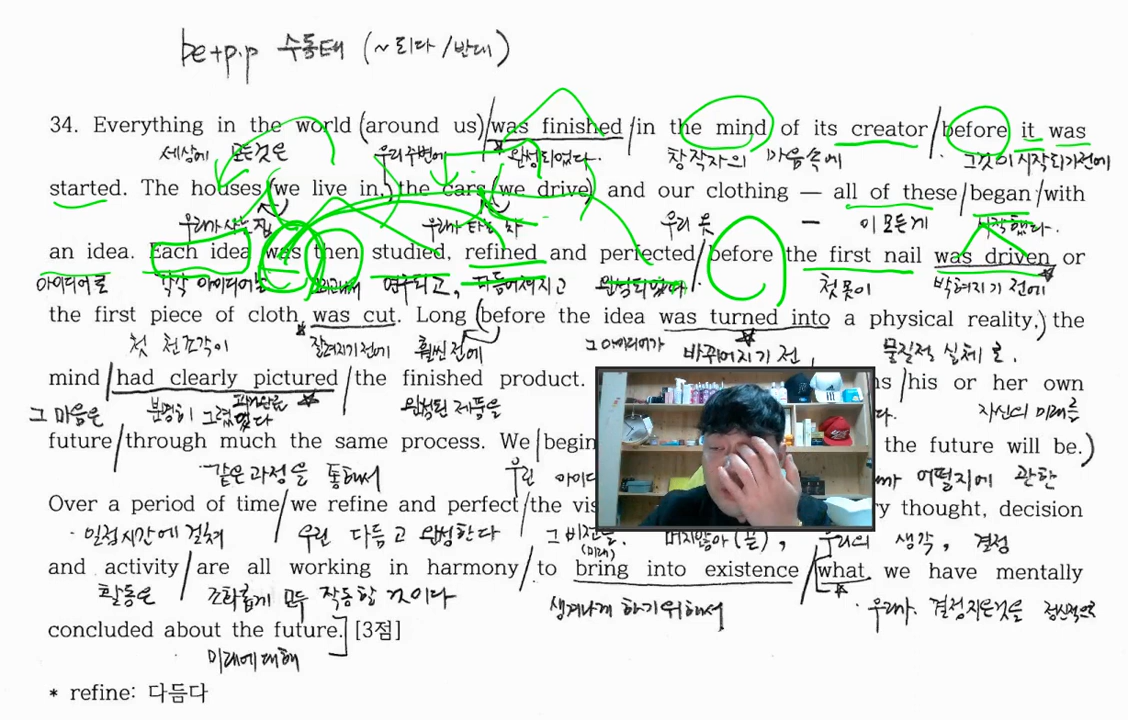 be+p.p 수동태 (~되다/반대)
34. Everything in the world (around us)/was finished/in the mind of its creator/before it was
세상에 모든것은 우리주변에 완성되었다. 창작자의 마음속에 그것이 시작되기전에
started. The houses (we live in,) the cars (we drive) and our clothing — all of these/began/with
우리가 사는 집 우리가 타는 차 우리 옷 — 이 모든게 시작했다.
an idea. Each idea was then studied, refined and perfected/before the first nail was driven or
아이디어로 각각 아이디어는 연구되고, 다듬어져지고 완성되었다. 첫 못이 박혀지기 전에
the first piece of cloth was cut. Long (before the idea was turned into a physical reality,) the
첫 천조각이 잘려지기전에 훨씬 전에 그 아이디어가 바뀌어지기 전, 물질적 실체로.
mind/had clearly pictured/the finished product. /his or her own
그 마음은 분명히 그렸었다 완성된 제품을 자신의 미래를
future/through much the same process. We/begin the future will be.)
같은 과정을 통해서 우린 어떨지에 관한
Over a period of time/we refine and perfect/the thought, decision
일정시간에 걸쳐 우린 다듬고 완성한다 그 비전을. (미래) 머지않아(곧), 우리의 생각, 결정
and activity/are all working in harmony/to bring into existence/what we have mentally
활동은 조화롭게 모두 작동할 것이다 생겨나게 하기위해서 우리가 결정지은것을 정신적으로
concluded about the future.] [3점]
미래에 대해
* refine: 다듬다